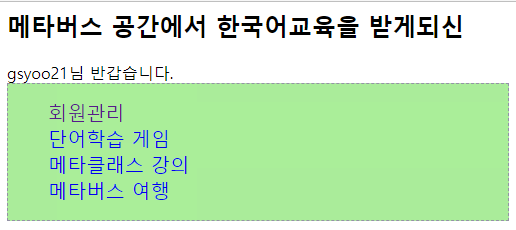 메타버스 공간에서 한국어교육을 받게되신
gsyoo21님 반갑습니다.
회원관리
단어학습 게임
메타클래스 강의
메타버스 여행